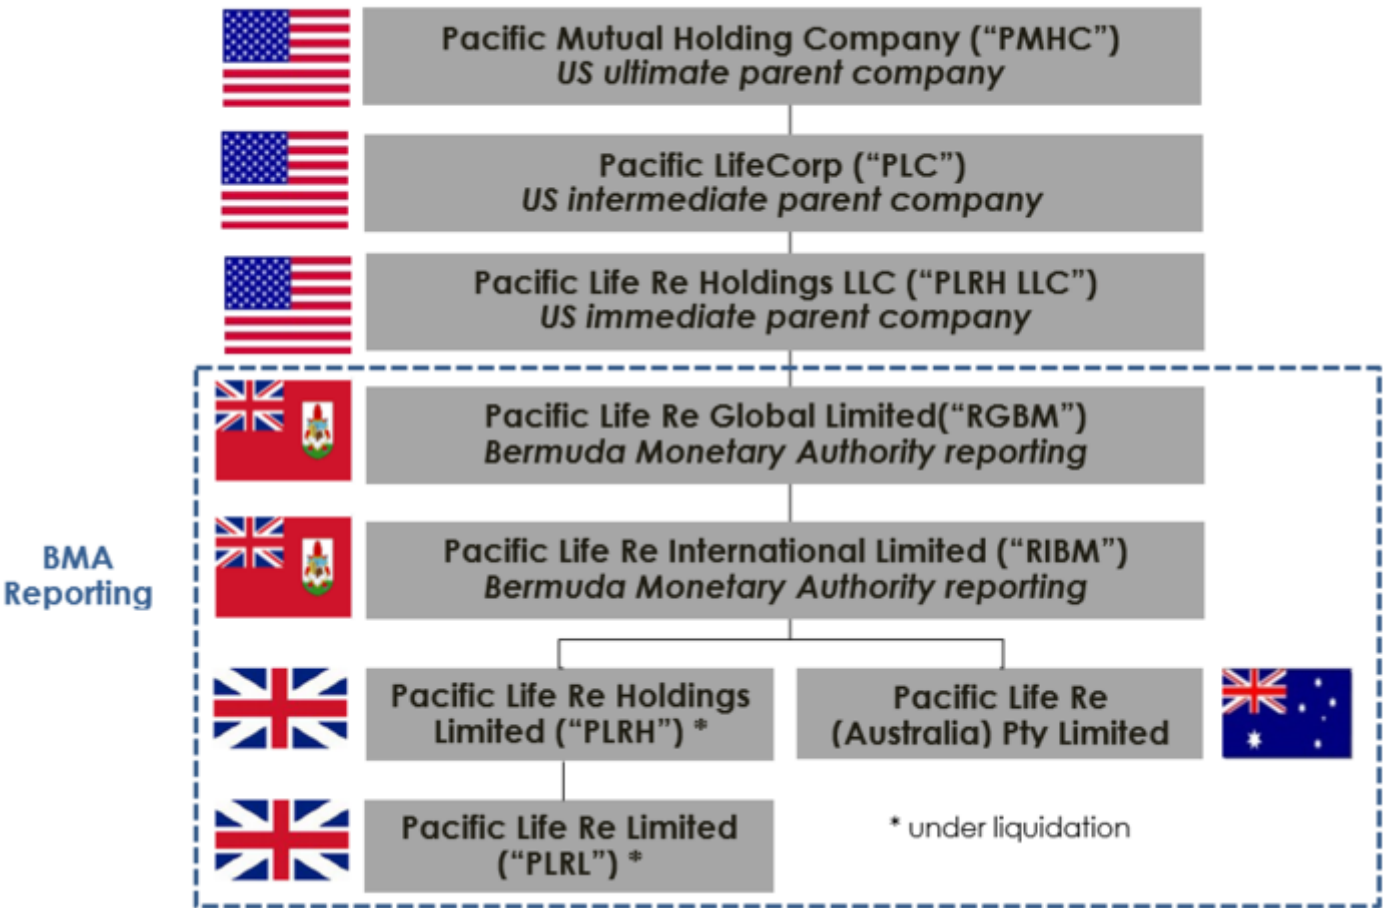 Pacific Mutual Holding Company (“PMHC”)
US ultimate parent company
Pacific LifeCorp (“PLC”)
US intermediate parent company
Pacific Life Re Holdings LLC (“PLRH LLC”)
US immediate parent company
Pacific Life Re Global Limited(“RGBM”)
Bermuda Monetary Authority reporting
BMA
Reporting
Pacific Life Re International Limited (“RIBM”)
Bermuda Monetary Authority reporting
Pacific Life Re Holdings
Limited (“PLRH”) *
Pacific Life Re
(Australia) Pty Limited
Pacific Life Re Limited
(“PLRL”) *
* under liquidation